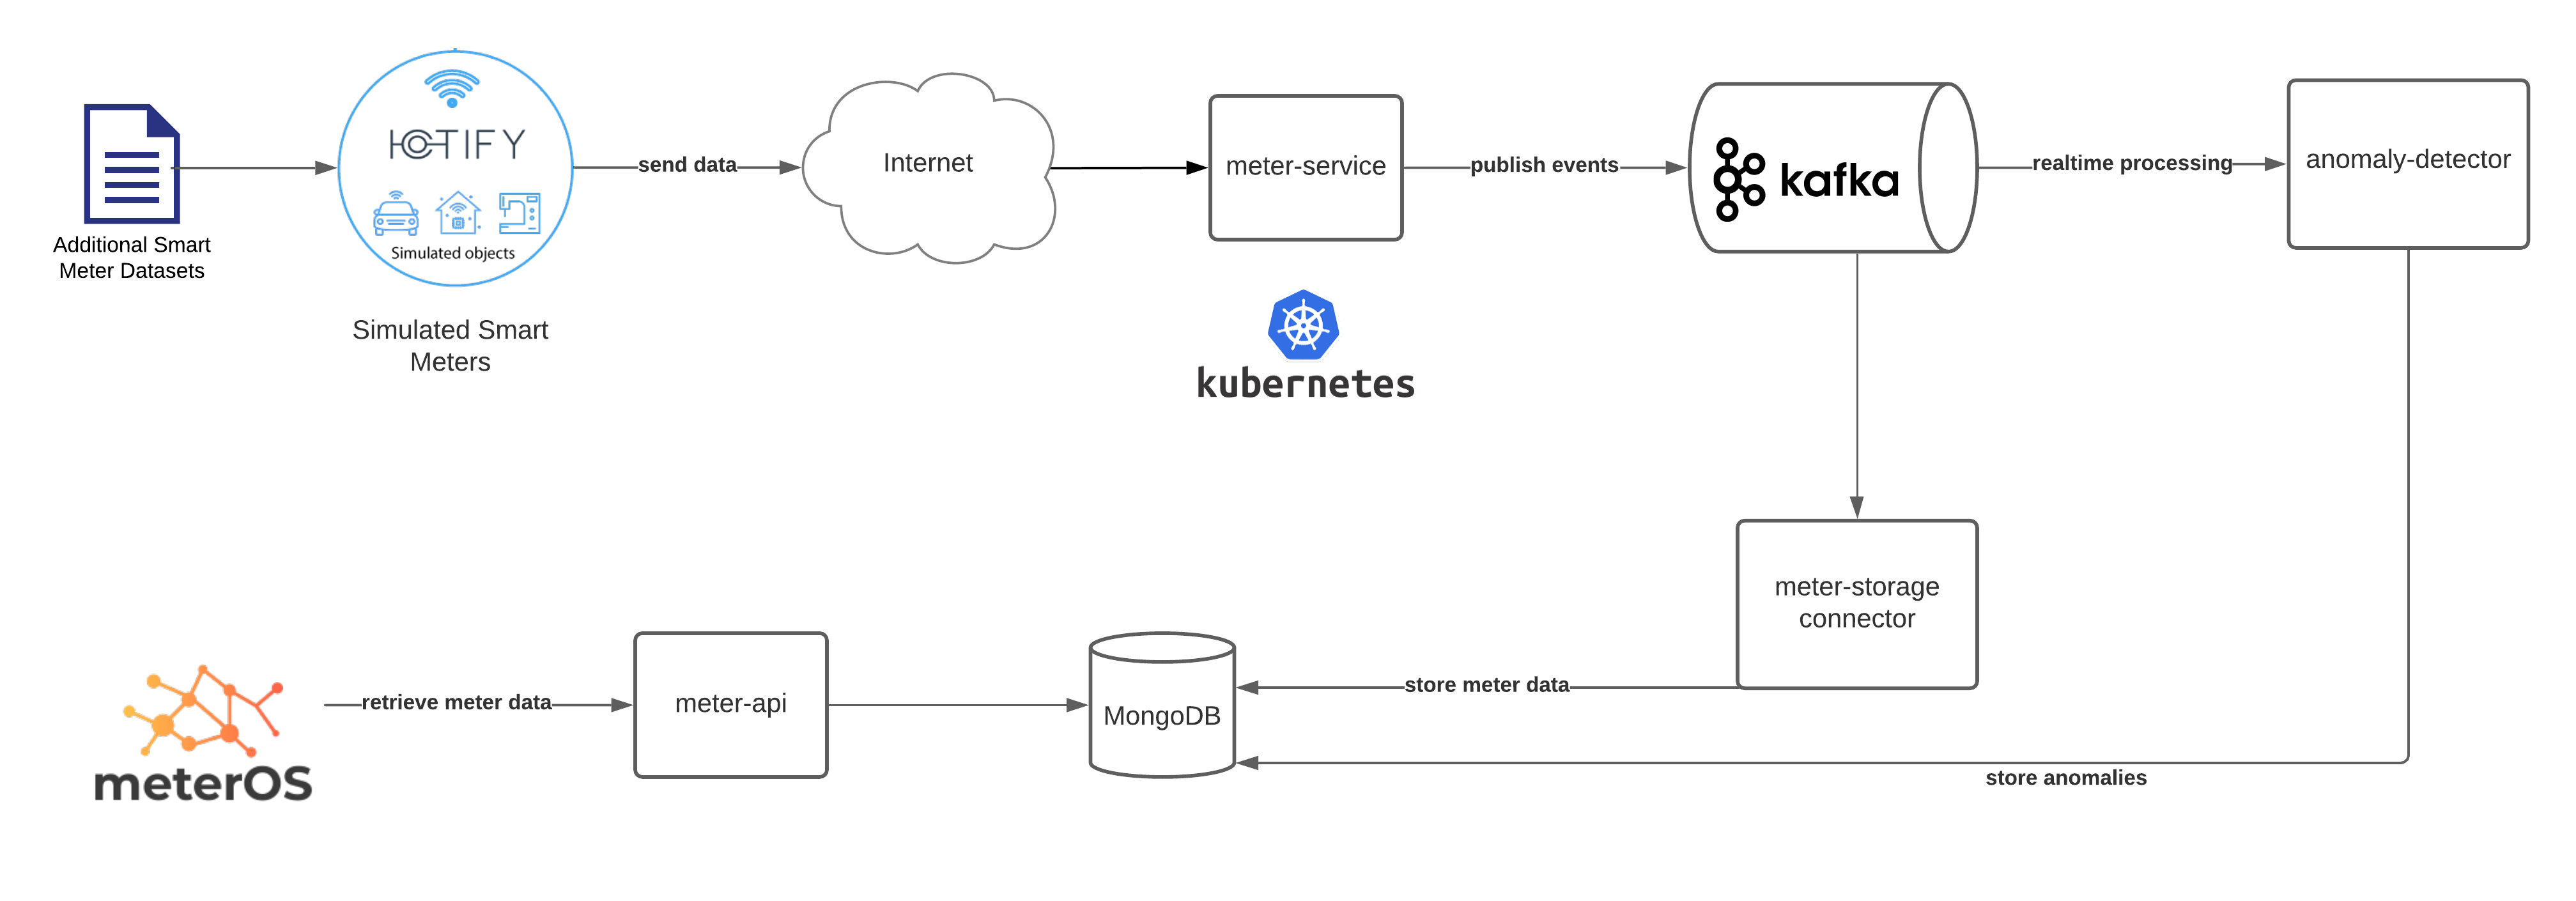 IOTIFY
Simulated objects
Additional Smart
Meter Datasets
Simulated Smart
Meters
send data
Internet
meter-service
kubernetes
publish events
kafka
realtime processing
anomaly-detector
meter-storage
connector
meterOS
retrieve meter data
meter-api
MongoDB
store meter data
store anomalies